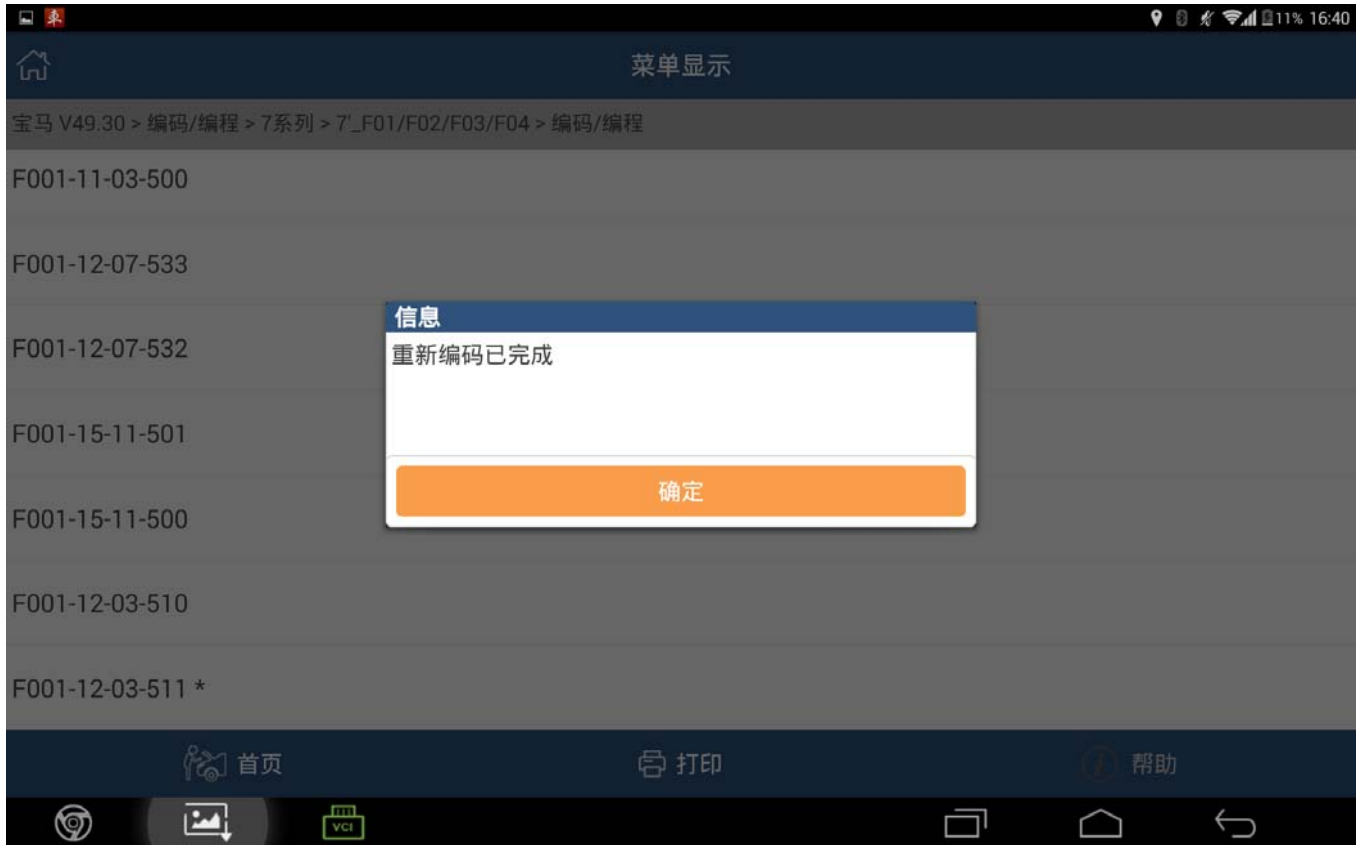 東
11% 16:40
菜单显示
宝马 V49.30 > 编码/编程 > 7系列 > 7'_F01/F02/F03/F04 > 编码/编程
F001-11-03-500
F001-12-07-533
F001-12-07-532
F001-15-11-501
F001-15-11-500
F001-12-03-510
F001-12-03-511 *
信息
重新编码已完成
确定
首页
打印
帮助
VCI